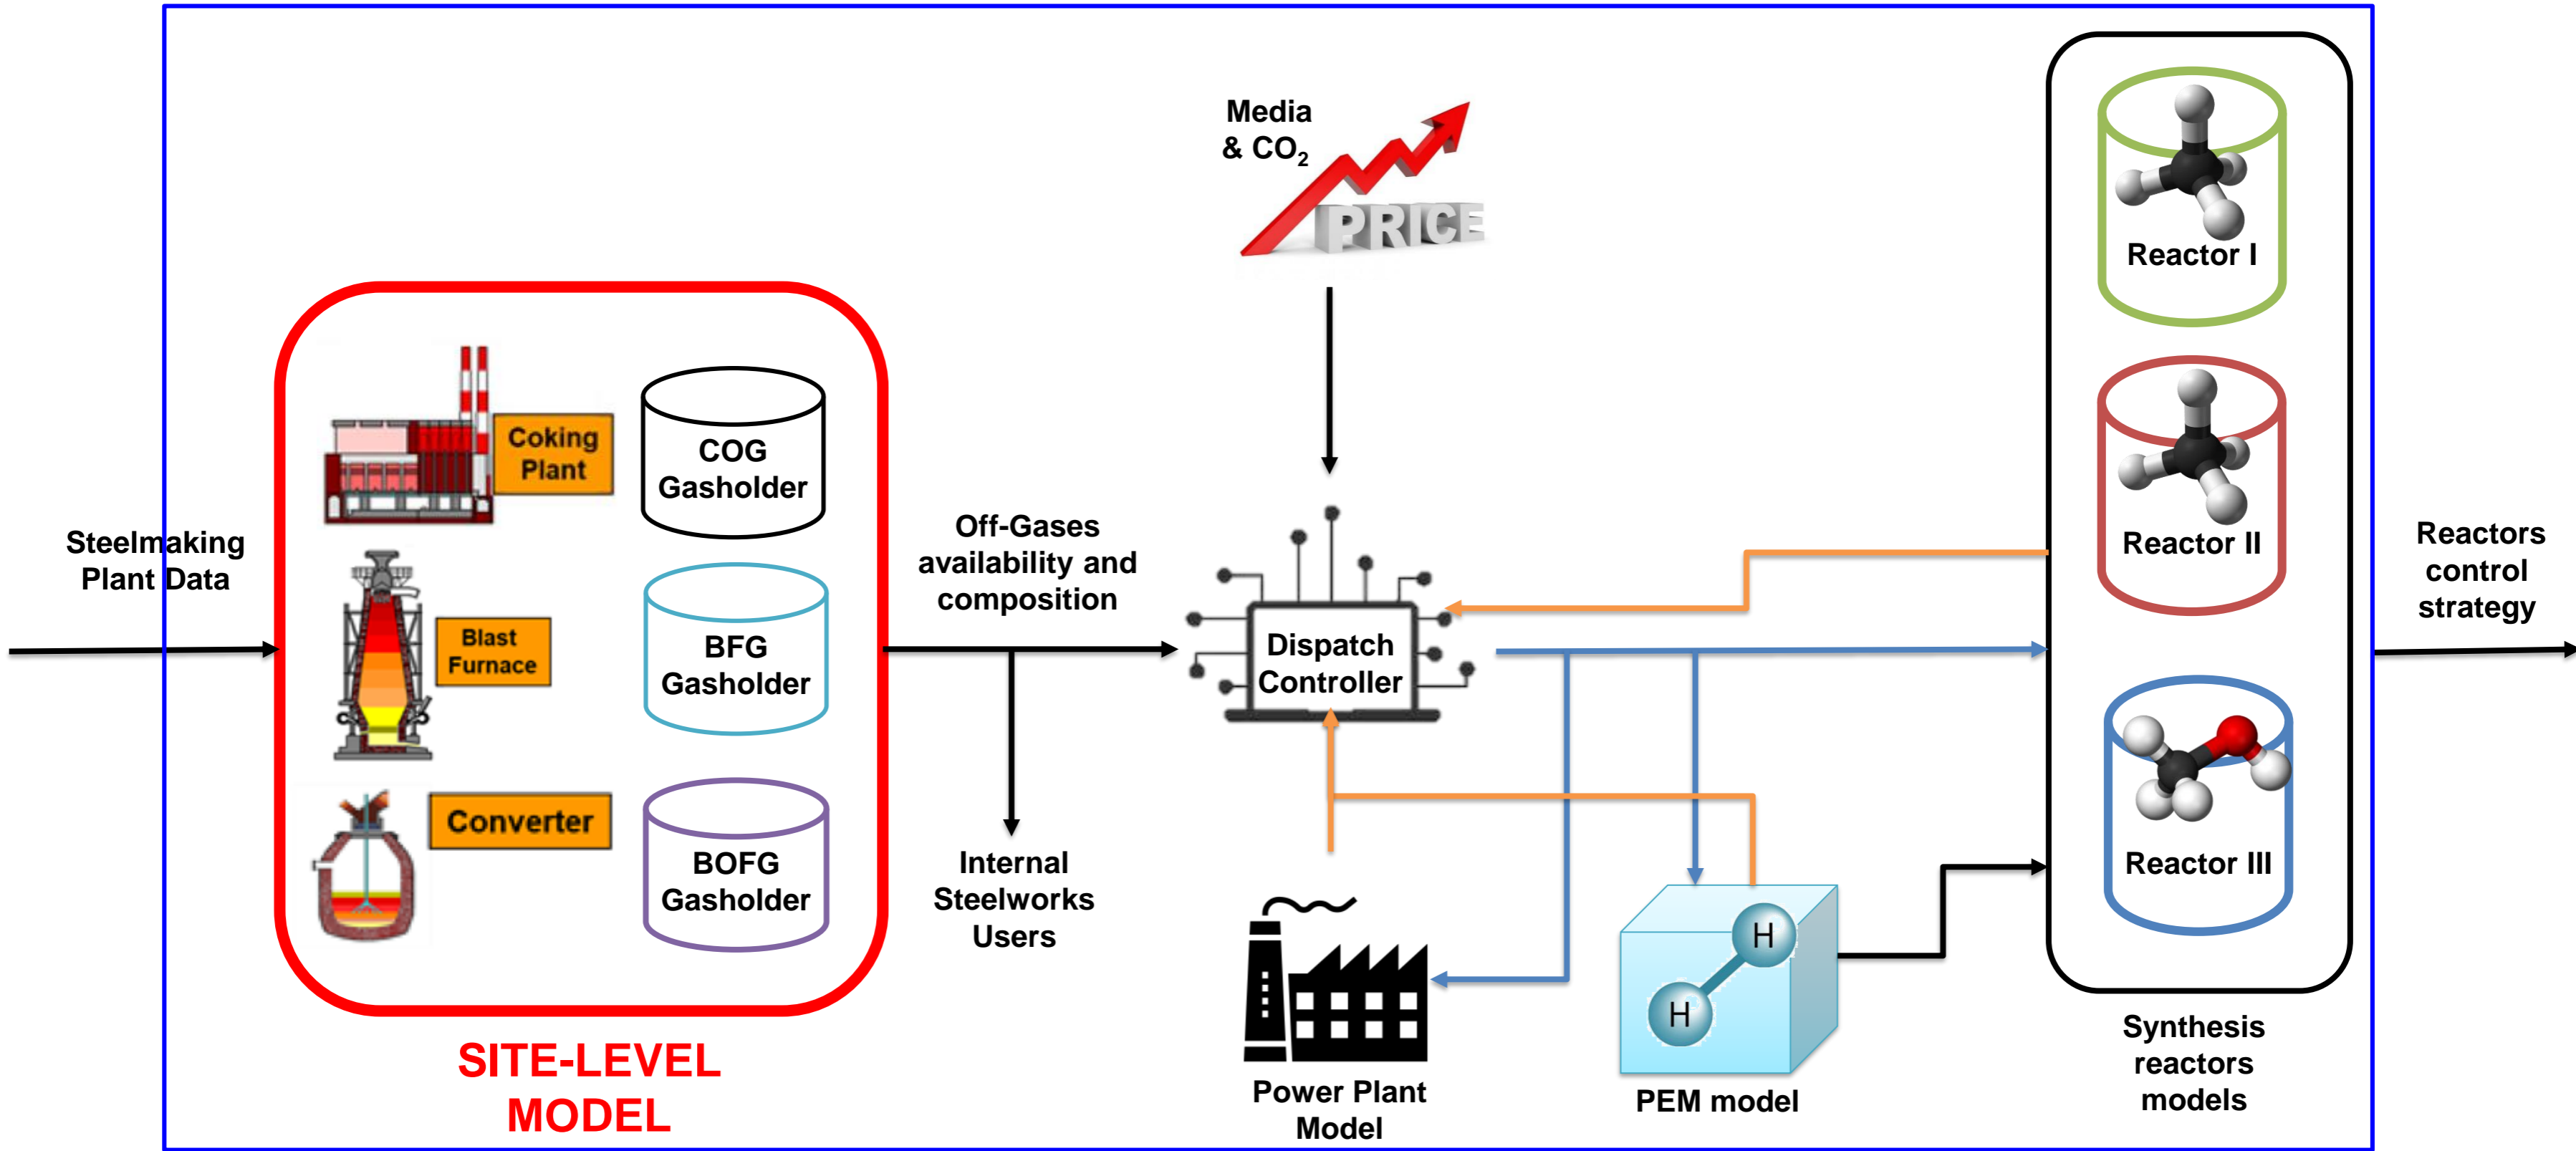 Steelmaking
Plant Data
Coking
Plant
COG
Gasholder
Blast
Furnace
BFG
Gasholder
Converter
BOFG
Gasholder
SITE-LEVEL
MODEL
Off-Gases
availability and
composition
Internal
Steelworks
Users
Media
& CO₂
PRICE
Dispatch
Controller
Power Plant
Model
H
H
PEM model
Reactor I
Reactor II
Reactor III
Synthesis
reactors
models
Reactors
control
strategy